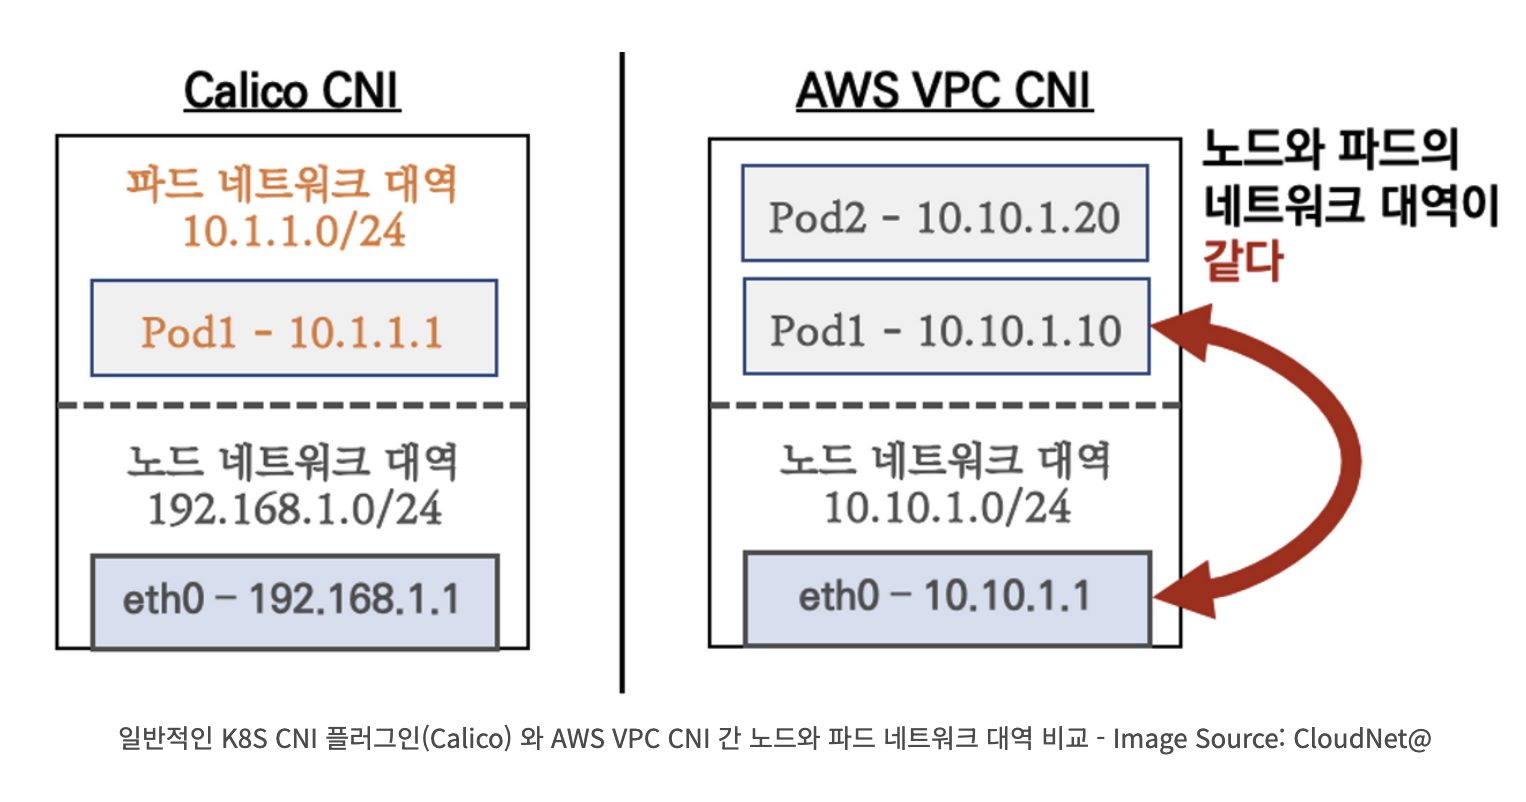 Calico CNI
파드 네트워크 대역
10.1.1.0/24
Pod1 - 10.1.1.1
노드 네트워크 대역
192.168.1.0/24
eth0 – 192.168.1.1
AWS VPC CNI
Pod2 - 10.10.1.20
Pod1 - 10.10.1.10
노드 네트워크 대역
10.10.1.0/24
eth0 – 10.10.1.1
노드와 파드의
네트워크 대역이
같다
일반적인 K8S CNI 플러그인(Calico) 와 AWS VPC CNI 간 노드와 파드 네트워크 대역 비교 - Image Source: CloudNet@